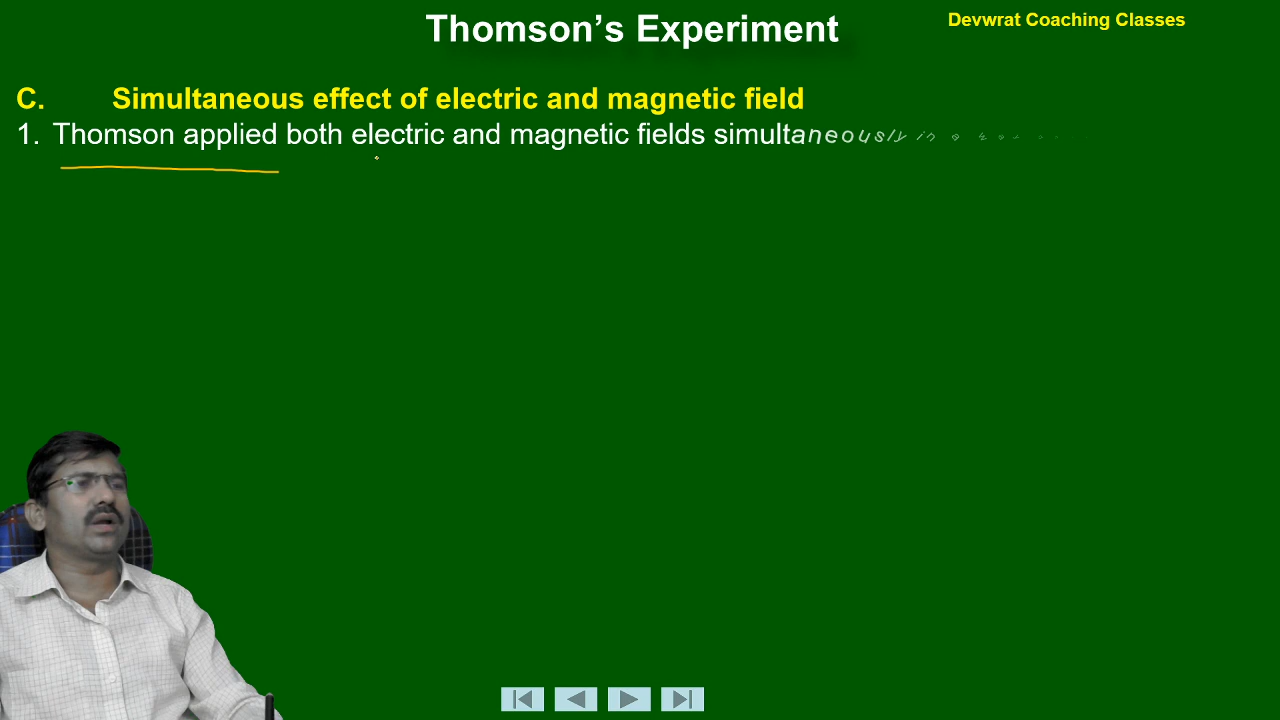 Thomson’s Experiment
Devwrat Coaching Classes
C. Simultaneous effect of electric and magnetic field
1. Thomson applied both electric and magnetic fields simultaneously in a